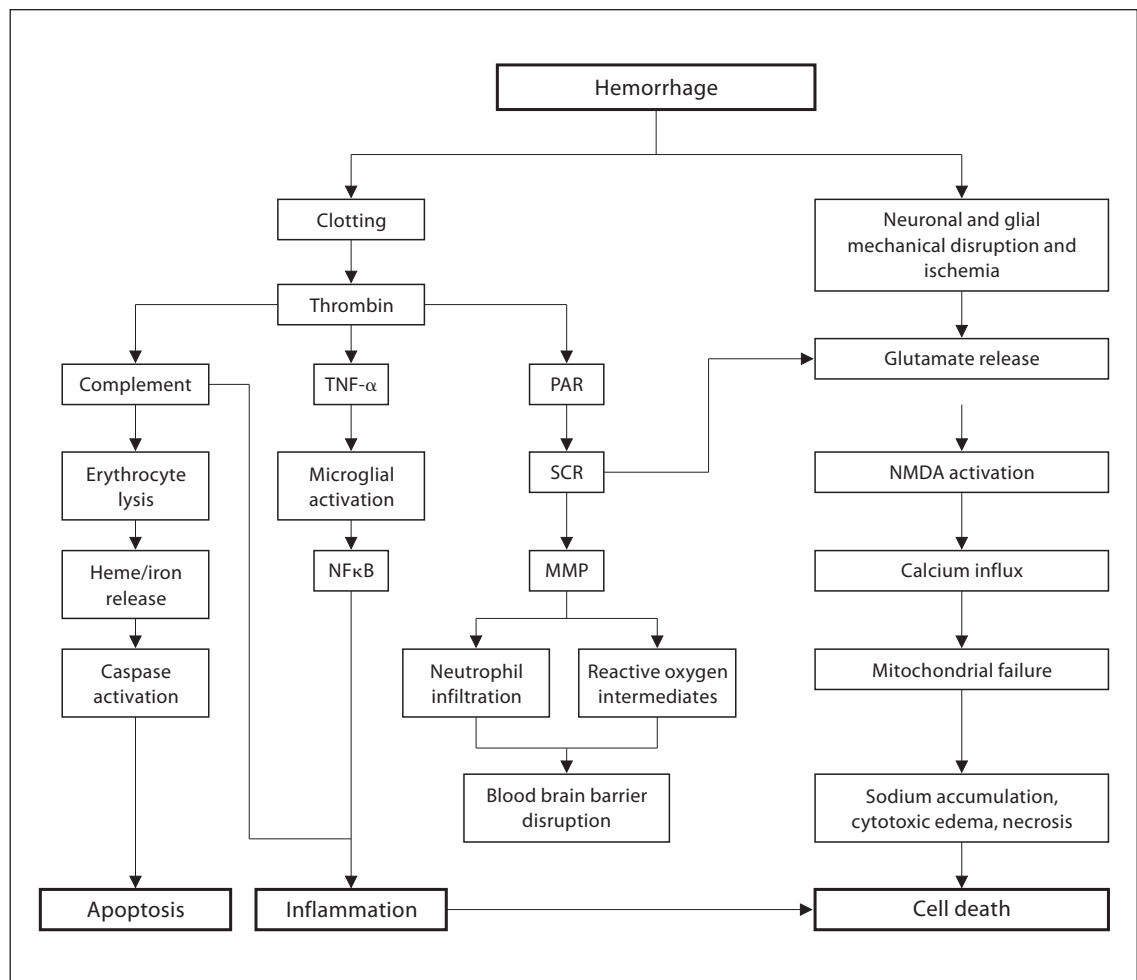 Hemorrhage
Clotting
Neuronal and glial
mechanical disruption and
ischemia
Thrombin
Complement
TNF-α
PAR
Glutamate release
Erythrocyte
lysis
Microglial
activation
SCR
NMDA activation
Heme/iron
release
NFκB
MMP
Calcium influx
Caspase
activation
Neutrophil
infiltration
Reactive oxygen
intermediates
Mitochondrial failure
Blood brain barrier
disruption
Sodium accumulation,
cytotoxic edema, necrosis
Apoptosis
Inflammation
Cell death